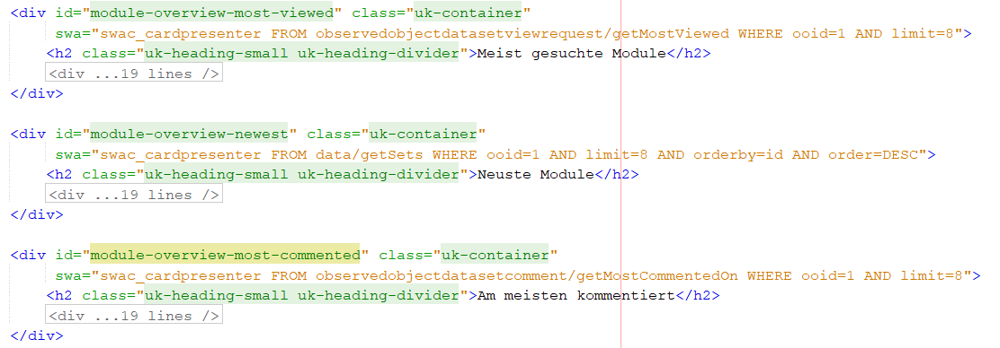 <div id="module-overview-most-viewed" class="uk-container"
swa="swac_cardpresenter FROM observedobjectdatasetviewrequest/getMostViewed WHERE ooid=1 AND limit=8">
<h2 class="uk-heading-small uk-heading-divider">Meist gesuchte Module</h2>
<div ...19 lines />
</div>
<div id="module-overview-newest" class="uk-container"
swa="swac_cardpresenter FROM data/getSets WHERE ooid=1 AND limit=8 AND orderby=id AND order=DESC">
<h2 class="uk-heading-small uk-heading-divider">Neuste Module</h2>
<div ...19 lines />
</div>
<div id="module-overview-most-commented" class="uk-container"
swa="swac_cardpresenter FROM observedobjectdatasetcomment/getMostCommentedOn WHERE ooid=1 AND limit=8">
<h2 class="uk-heading-small uk-heading-divider">Am meisten kommentiert</h2>
<div ...19 lines />
</div>